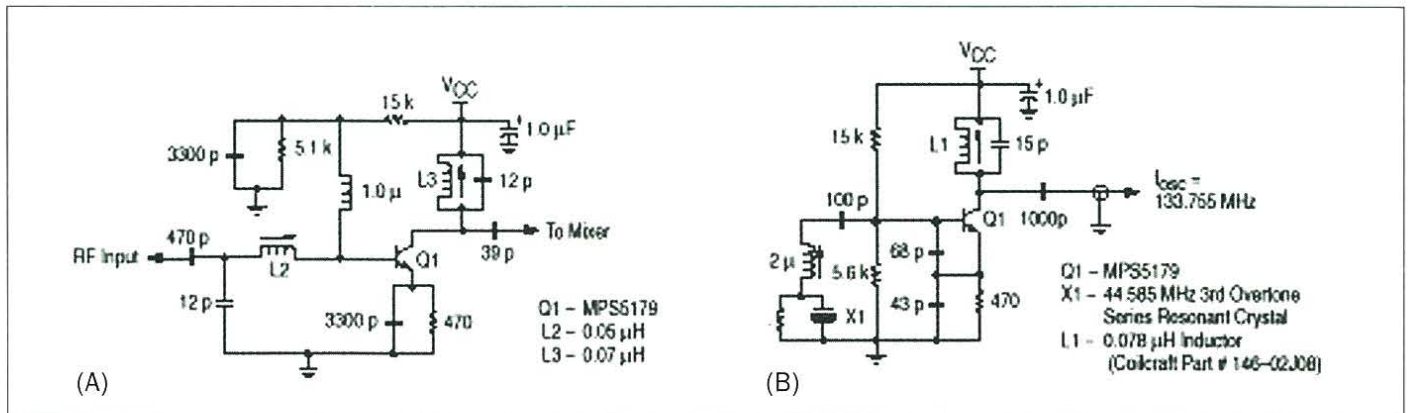 VCC
15 k
1.0 µF
3300 p
5.1 k
L3
12 p
1.0 µ
470 p
39 p
To Mixer
RF Input
L2
Q1
12 p
3300 p
470
Q1 – MPS5179
L2 – 0.05 µH
L3 – 0.07 µH
(A)
VCC
1.0 µF
15 k
L1
15 p
100 p
Q1
1000p
fosc =
133.755 MHz
2 µ
68 p
5.6 k
43 p
470
X1
Q1 – MPS5179
X1 – 44.585 MHz 3rd Overtone
Series Resonant Crystal
L1 – 0.078 µH Inductor
(Coilcraft Part # 146–02J08)
(B)